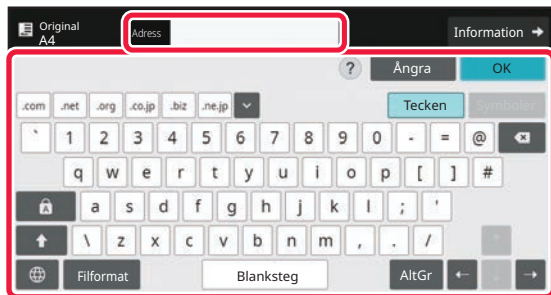 Original
A4
Adress
Information →
? Ångra OK
.com .net .org .co.jp .biz .ne.jp Tecken Symboler
` 1 2 3 4 5 6 7 8 9 0 - = @
q w e r t y u i o p [ ] #
A a s d f g h j k l ; '
\ z x c v b n m , . / ↑
Filformat Blanksteg AltGr ← ↓ →